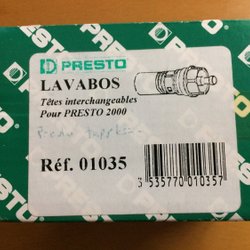 PRESTO
LAVABOS
Têtes interchangeables
Pour PRESTO 2000
Réf. 01035
3 535770 010357